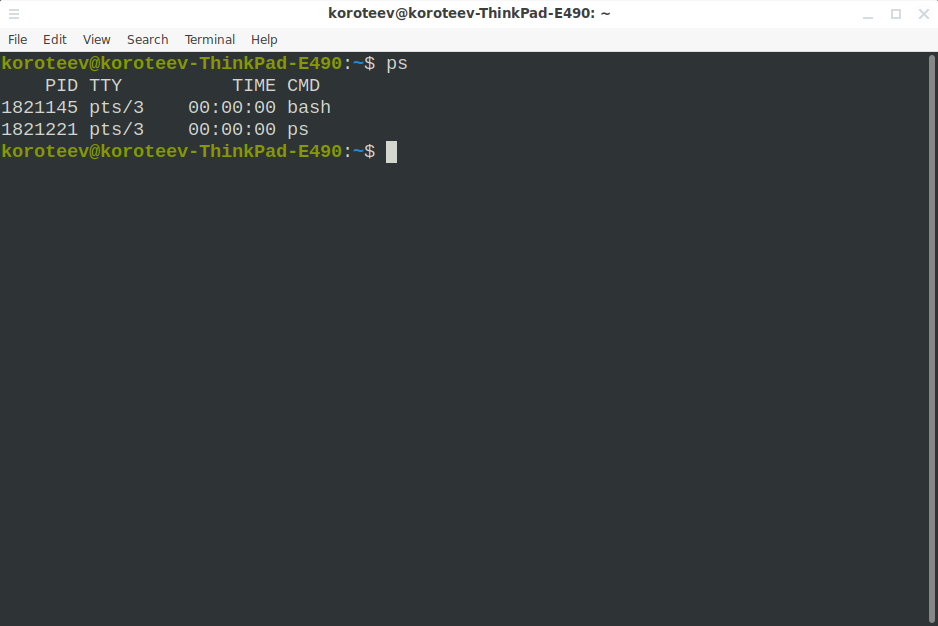 koroteev@koroteev-ThinkPad-E490: ~
File Edit View Search Terminal Help
koroteev@koroteev-ThinkPad-E490:~$ ps
    PID TTY          TIME CMD
1821145 pts/3    00:00:00 bash
1821221 pts/3    00:00:00 ps
koroteev@koroteev-ThinkPad-E490:~$